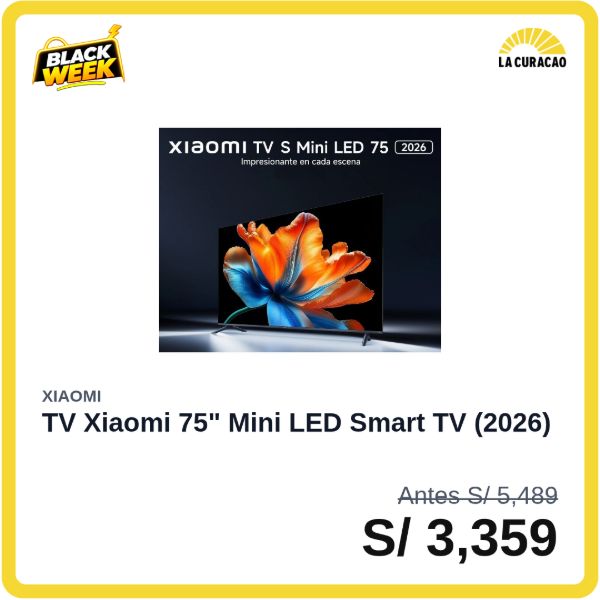 BLACK
WEEK
LA CURACAO
XIAOMI TV S Mini LED 75 2026
Impresionante en cada escena
XIAOMI
TV Xiaomi 75" Mini LED Smart TV (2026)
Antes S/ 5,489
S/ 3,359